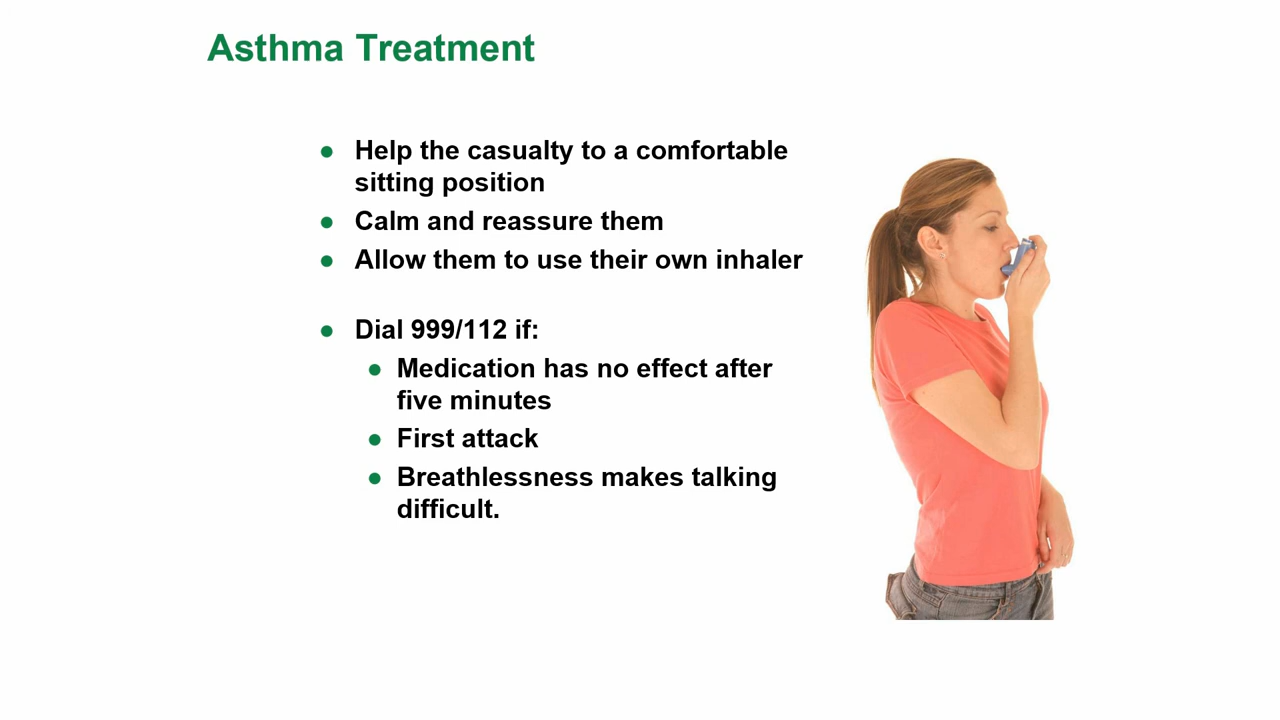 Asthma Treatment
● Help the casualty to a comfortable
sitting position
● Calm and reassure them
● Allow them to use their own inhaler
● Dial 999/112 if:
● Medication has no effect after
five minutes
● First attack
● Breathlessness makes talking
difficult.